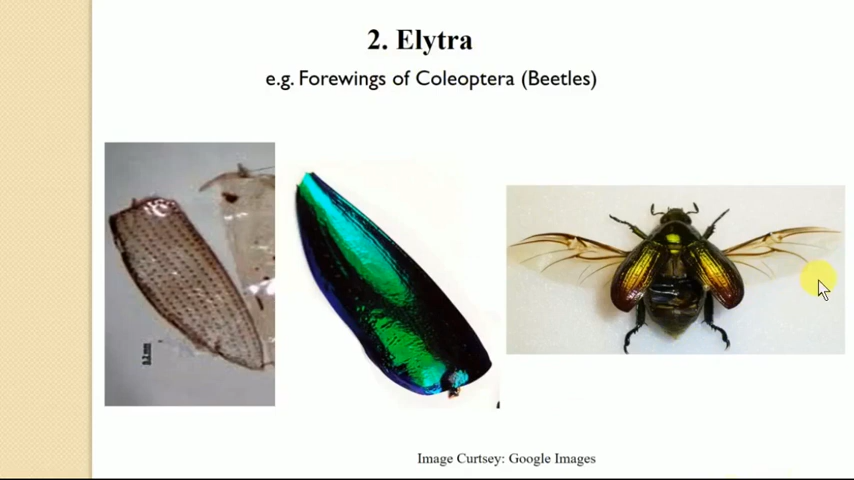 2. Elytra
e.g. Forewings of Coleoptera (Beetles)
Image Curtsey: Google Images